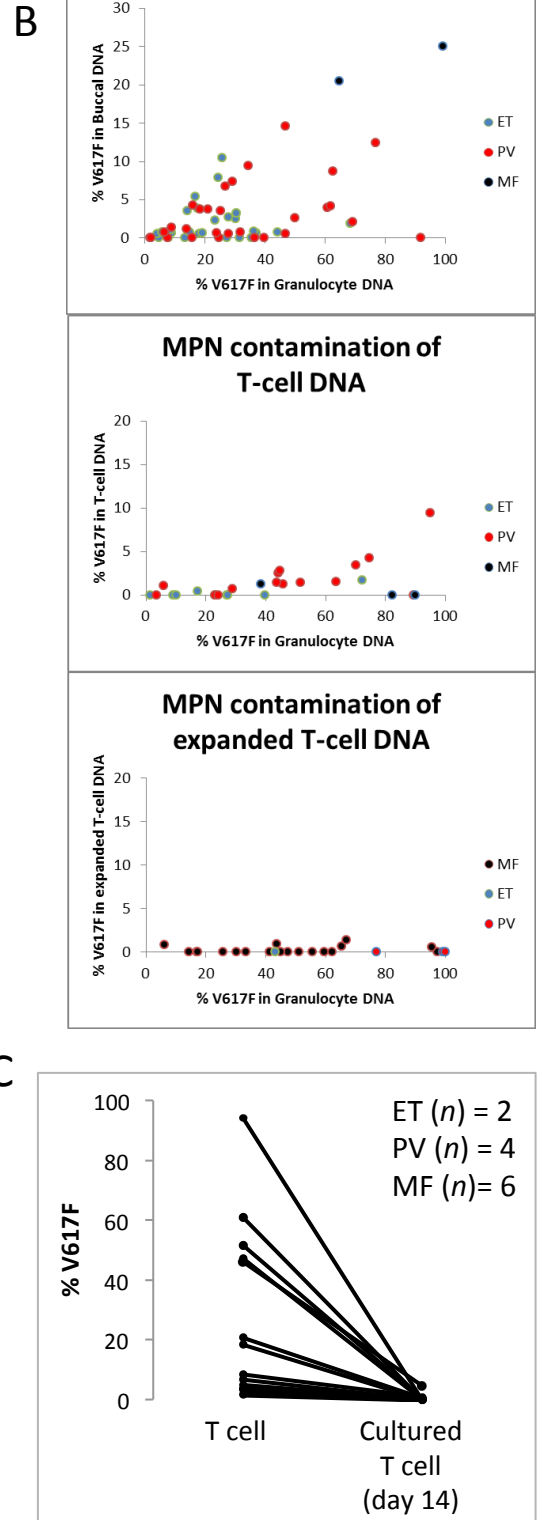 B
30
25
20
15
10
5
0
% V617F in Buccal DNA
0 20 40 60 80 100
% V617F in Granulocyte DNA
ET
PV
MF
MPN contamination of
T-cell DNA
20
15
10
5
0
% V617F in T-cell DNA
0 20 40 60 80 100
% V617F in Granulocyte DNA
ET
PV
MF
MPN contamination of
expanded T-cell DNA
20
15
10
5
0
% V617F in expanded T-cell DNA
0 20 40 60 80 100
% V617F in Granulocyte DNA
MF
ET
PV
C
100
80
60
40
20
0
% V617F
ET (n) = 2
PV (n) = 4
MF (n)= 6
T cell
Cultured
T cell
(day 14)